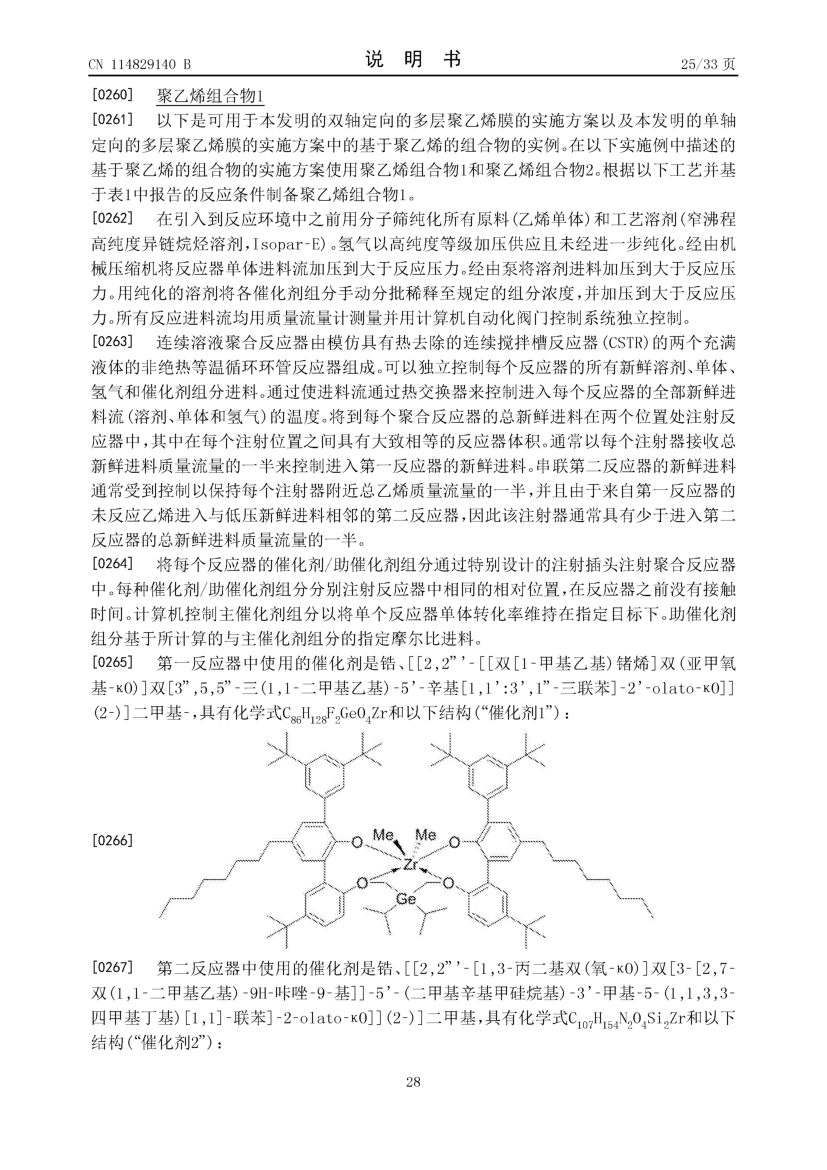 CN 114829140 B
说 明 书
25/33 页
[0260] 聚乙烯组合物1
[0261] 以下是可用于本发明的双轴定向的多层聚乙烯膜的实施方案以及本发明的单轴
定向的多层聚乙烯膜的实施方案中的基于聚乙烯的组合物的实例。在以下实施例中描述的
基于聚乙烯的组合物的实施方案使用聚乙烯组合物1和聚乙烯组合物2。根据以下工艺并基
于表1中报告的反应条件制备聚乙烯组合物1。
[0262] 在引入到反应环境中之前用分子筛纯化所有原料(乙烯单体)和工艺溶剂(窄沸程
高纯度异链烷烃溶剂,Isopar-E)。氢气以高纯度等级加压供应且未经进一步纯化。经由机
械压缩机将反应器单体进料流加压到大于反应压力。经由泵将溶剂进料加压到大于反应压
力。用纯化的溶剂将各催化剂组分手动分批稀释至规定的组分浓度,并加压到大于反应压
力。所有反应进料流均用质量流量计测量并用计算机自动化阀门控制系统独立控制。
[0263] 连续溶液聚合反应器由模仿具有热去除的连续搅拌槽反应器(CSTR)的两个充满
液体的非绝热等温循环环管反应器组成。可以独立控制每个反应器的所有新鲜溶剂、单体、
氢气和催化剂组分进料。通过使进料流通过热交换器来控制进入每个反应器的全部新鲜进
料流(溶剂、单体和氢气)的温度。将到每个聚合反应器的总新鲜进料在两个位置处注射反
应器中,其中在每个注射位置之间具有大致相等的反应器体积。通常以每个注射器接收总
新鲜进料质量流量的一半来控制进入第一反应器的新鲜进料。串联第二反应器的新鲜进料
通常受到控制以保持每个注射器附近总乙烯质量流量的一半,并且由于来自第一反应器的
未反应乙烯进入与低压新鲜进料相邻的第二反应器,因此该注射器通常具有少于进入第二
反应器的总新鲜进料质量流量的一半。
[0264] 将每个反应器的催化剂/助催化剂组分通过特别设计的注射插头注射聚合反应器
中。每种催化剂/助催化剂组分分别注射反应器中相同的相对位置,在反应器之前没有接触
时间。计算机控制主催化剂组分以将单个反应器单体转化率维持在指定目标下。助催化剂
组分基于所计算的与主催化剂组分的指定摩尔比进料。
[0265] 第一反应器中使用的催化剂是锆、[[2,2”’-[[双[1-甲基乙基)锗烯]双(亚甲氧
基-κO)]双[3”,5,5”-三(1,1-二甲基乙基)-5’-辛基[1,1':3’,1”-三联苯]-2’-olato-κO]]
(2-)]二甲基-,具有化学式C86H128F2GeO4Zr和以下结构(“催化剂1”):
[0266]
Me Me
O Zr O
O O
Ge
[0267] 第二反应器中使用的催化剂是锆、[[2,2”’-[1,3-丙二基双(氧-κO)]双[3-[2,7-
双(1,1-二甲基乙基)-9H-咔唑-9-基]]-5’-(二甲基辛基甲硅烷基)-3’-甲基-5-(1,1,3,3-
四甲基丁基)[1,1]-联苯]-2-olato-κO]](2-)]二甲基,具有化学式C107H154N2O4Si2Zr和以下
结构(“催化剂2”):
28